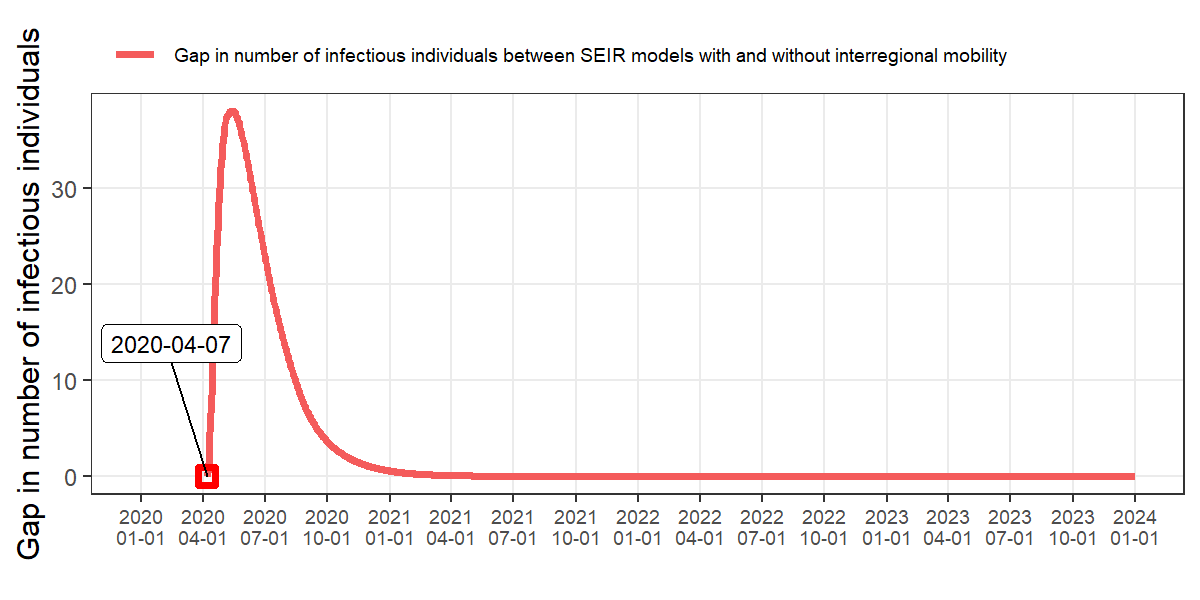 Gap in number of infectious individuals between SEIR models with and without interregional mobility
Gap in number of infectious individuals
30
20
10
0
2020-04-07
2020 2020 2020 2020 2021 2021 2021 2021 2022 2022 2022 2022 2023 2023 2023 2023 2024
01-01 04-01 07-01 10-01 01-01 04-01 07-01 10-01 01-01 04-01 07-01 10-01 01-01 04-01 07-01 10-01 01-01